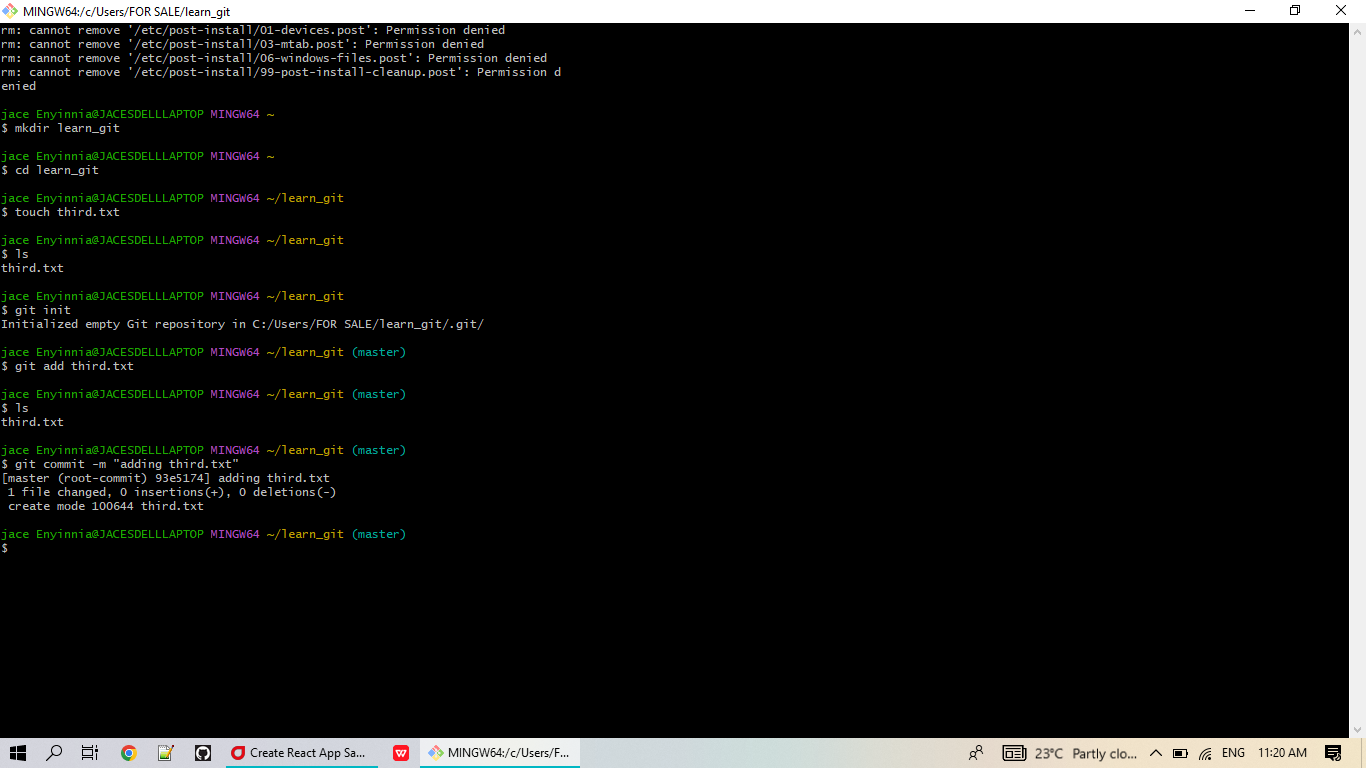 MINGW64:/c/Users/FOR SALE/learn_git
rm: cannot remove '/etc/post-install/01-devices.post': Permission denied
rm: cannot remove '/etc/post-install/03-mtab.post': Permission denied
rm: cannot remove '/etc/post-install/06-windows-files.post': Permission denied
rm: cannot remove '/etc/post-install/99-post-install-cleanup.post': Permission d
enied
jace Enyinnia@JACESDELLLAPTOP MINGW64 ~
$ mkdir learn_git
jace Enyinnia@JACESDELLLAPTOP MINGW64 ~
$ cd learn_git
jace Enyinnia@JACESDELLLAPTOP MINGW64 ~/learn_git
$ touch third.txt
jace Enyinnia@JACESDELLLAPTOP MINGW64 ~/learn_git
$ ls
third.txt
jace Enyinnia@JACESDELLLAPTOP MINGW64 ~/learn_git
$ git init
Initialized empty Git repository in C:/Users/FOR SALE/learn_git/.git/
jace Enyinnia@JACESDELLLAPTOP MINGW64 ~/learn_git (master)
$ git add third.txt
jace Enyinnia@JACESDELLLAPTOP MINGW64 ~/learn_git (master)
$ ls
third.txt
jace Enyinnia@JACESDELLLAPTOP MINGW64 ~/learn_git (master)
$ git commit -m "adding third.txt"
[master (root-commit) 93e5174] adding third.txt
1 file changed, 0 insertions(+), 0 deletions(-)
create mode 100644 third.txt
jace Enyinnia@JACESDELLLAPTOP MINGW64 ~/learn_git (master)
$
Create React App Sa... MINGW64:/c/Users/F... 23°C Partly clo... ENG 11:20 AM